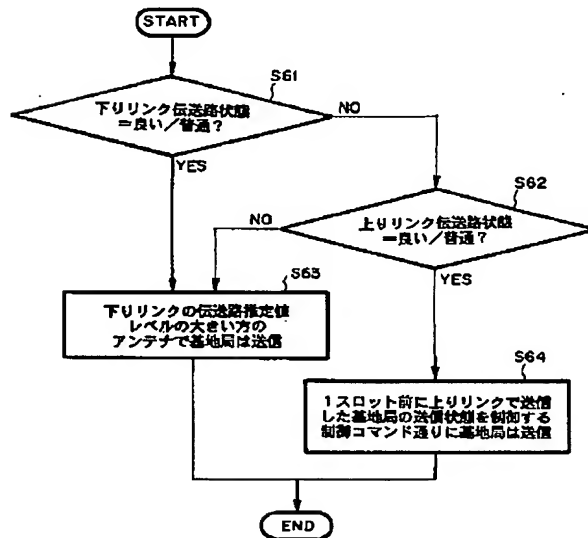 START
S61
下りリンク伝送路状態
＝良い／普通？
NO
YES
S62
上りリンク伝送路状態
＝良い／普通？
NO
YES
S63
下りリンクの伝送路推定値
レベルの大きい方の
アンテナで基地局は送信
S64
1スロット前に上りリンクで送信
した基地局の送信状態を制御する
制御コマンド通りに基地局は送信
END